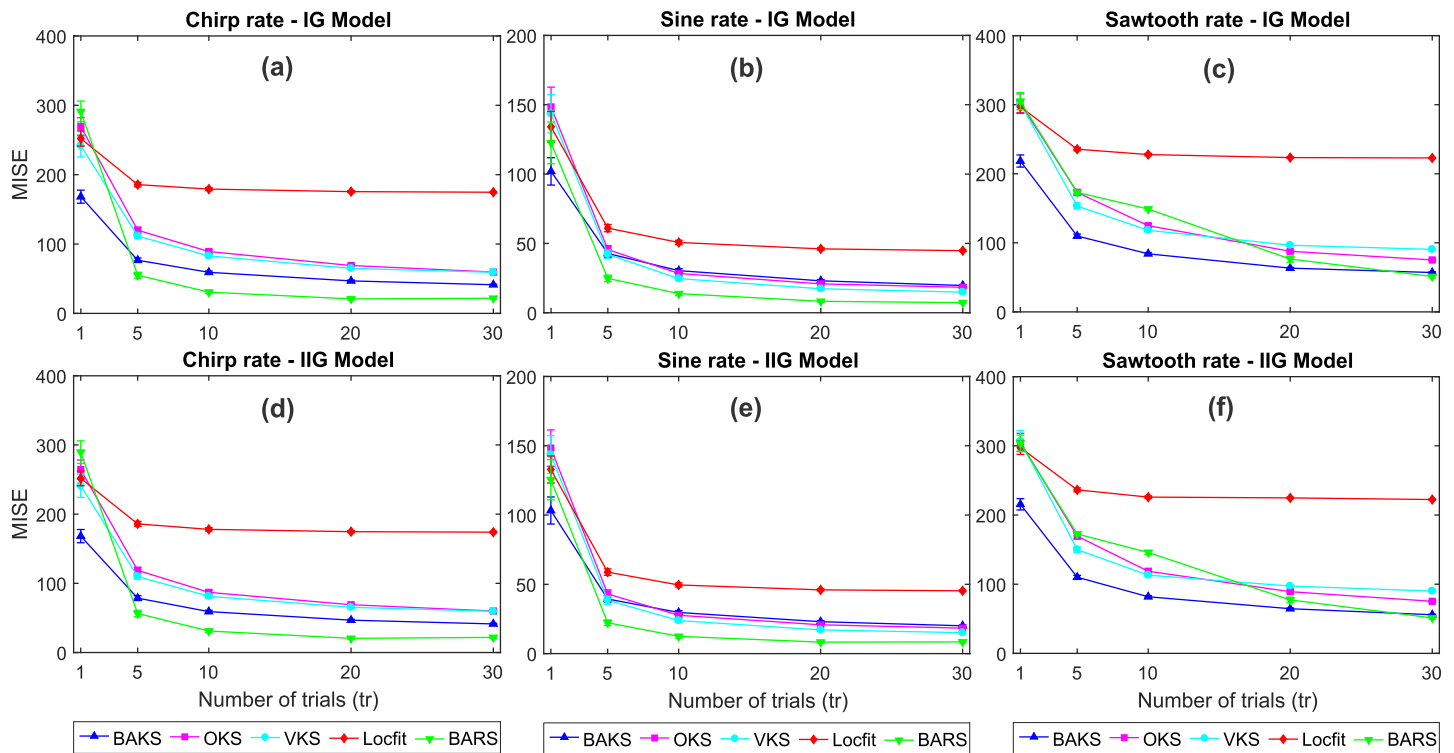 Chirp rate - IG Model
Sine rate - IG Model
Sawtooth rate - IG Model
400
300
200
100
0
MISE
(a)
1 5 10 20 30
200
150
100
50
0
(b)
1 5 10 20 30
400
300
200
100
0
(c)
1 5 10 20 30
Chirp rate - IIG Model
Sine rate - IIG Model
Sawtooth rate - IIG Model
400
300
200
100
0
MISE
(d)
1 5 10 20 30
Number of trials (tr)
200
150
100
50
0
(e)
1 5 10 20 30
Number of trials (tr)
400
300
200
100
0
(f)
1 5 10 20 30
Number of trials (tr)
BAKS OKS VKS Locfit BARS
BAKS OKS VKS Locfit BARS
BAKS OKS VKS Locfit BARS